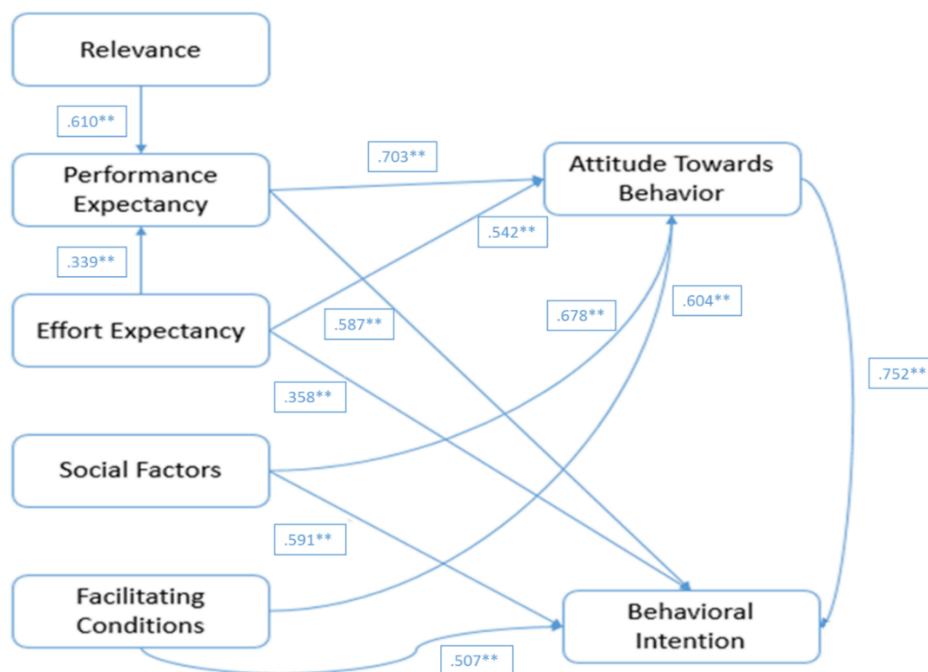 Relevance
.610**
Performance
Expectancy
.703**
Attitude Towards
Behavior
.542**
.339**
Effort Expectancy
.587**
.678**
.604**
.358**
.752**
Social Factors
.591**
Facilitating
Conditions
Behavioral
Intention
.507**